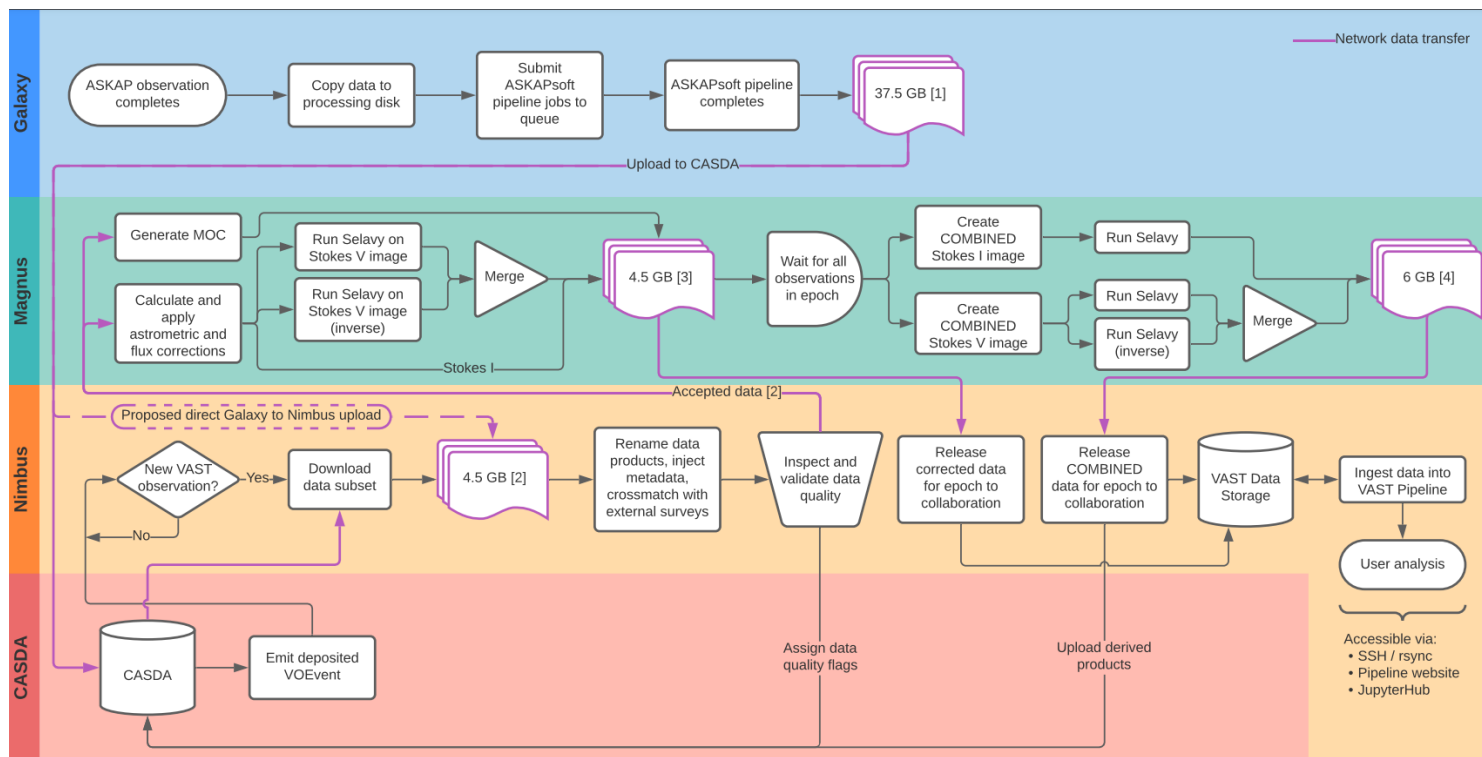 Galaxy
Network data transfer
ASKAP observation
completes
Copy data to
processing disk
Submit
ASKAPsoft
pipeline jobs to
queue
ASKAPsoft pipeline
completes
37.5 GB [1]
Upload to CASDA
Magnus
Generate MOC
Calculate and
apply
astrometric and
flux corrections
Run Selavy on
Stokes V image
Run Selavy on
Stokes V image
(inverse)
Merge
Stokes I
4.5 GB [3]
Wait for all
observations
in epoch
Create
COMBINED
Stokes I image
Run Selavy
Create
COMBINED
Stokes V image
Run Selavy
Run Selavy
(inverse)
Merge
6 GB [4]
Nimbus
Accepted data [2]
Proposed direct Galaxy to Nimbus upload
New VAST
observation?
Yes
No
Download
data subset
4.5 GB [2]
Rename data
products, inject
metadata,
crossmatch with
external surveys
Inspect and
validate data
quality
Release
corrected data
for epoch to
collaboration
Release
COMBINED
data for epoch to
collaboration
VAST Data
Storage
Ingest data into
VAST Pipeline
User analysis
Accessible via:
• SSH / rsync
• Pipeline website
• JupyterHub
CASDA
CASDA
Emit deposited
VOEvent
Assign data
quality flags
Upload derived
products